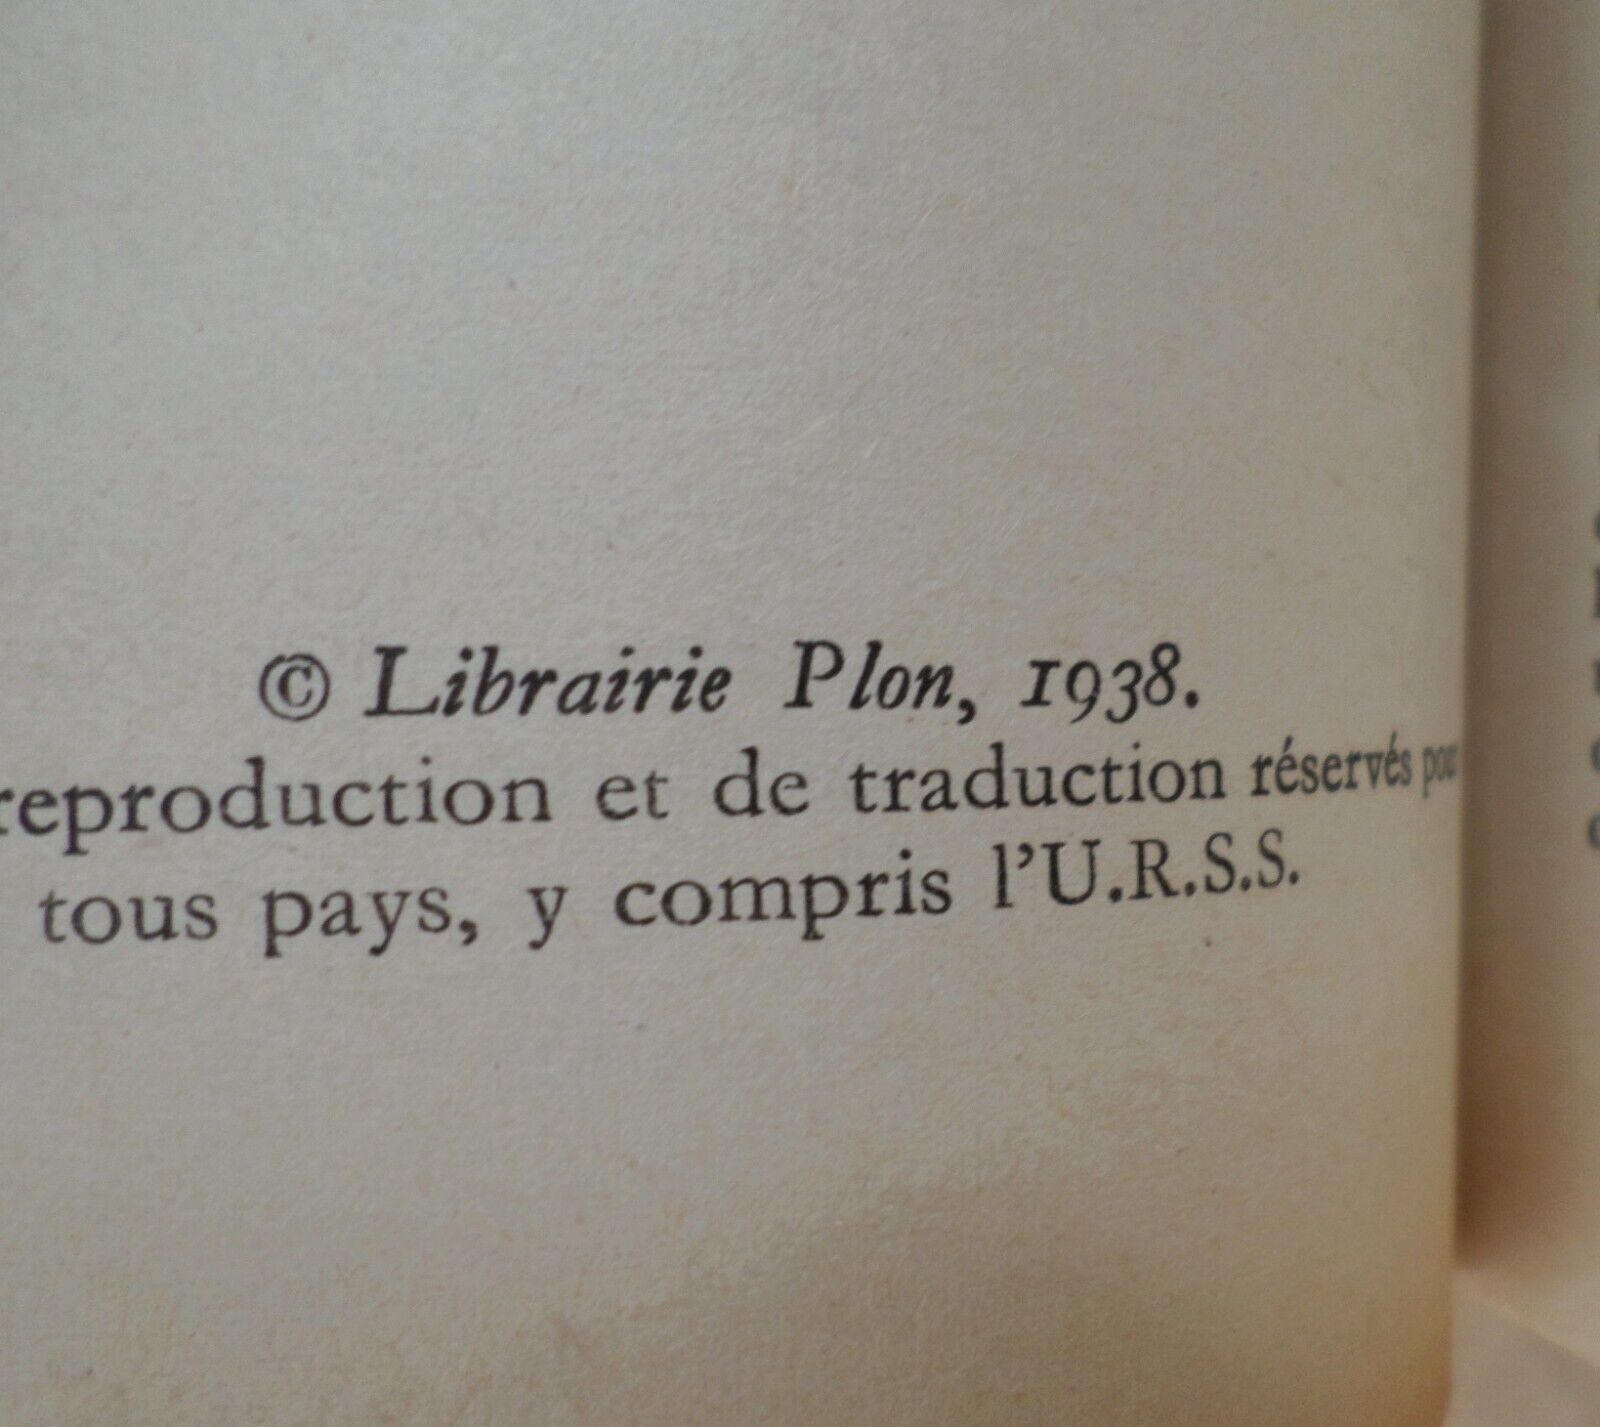 © Librairie Plon, 1938.
reproduction et de traduction réservés pour
tous pays, y compris l'U.R.S.S.